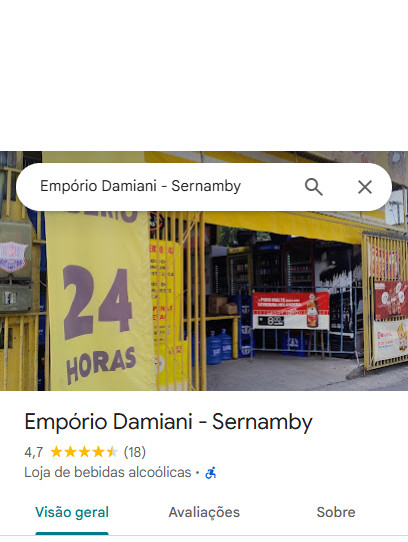 Empório Damiani - Sernamby
24
HORAS
Empório Damiani - Sernamby
4,7 (18)
Loja de bebidas alcoólicas ·
Visão geral Avaliações Sobre